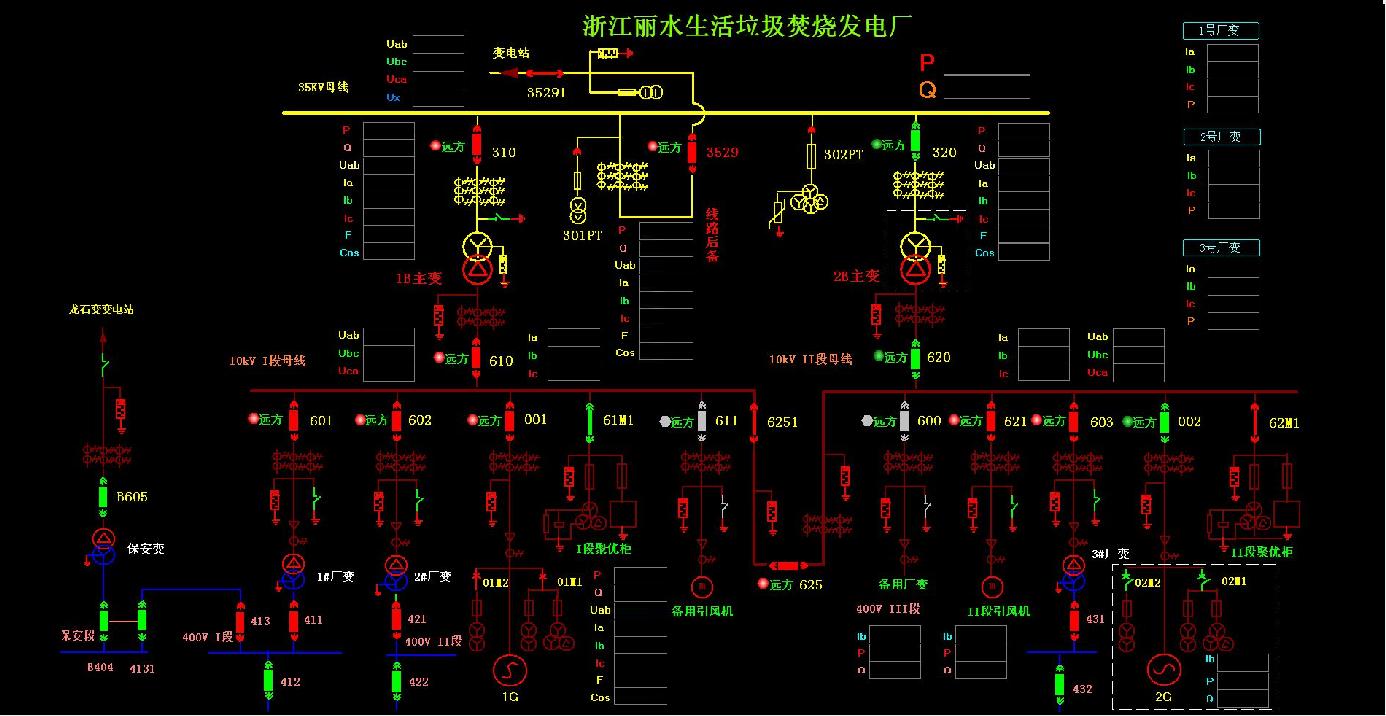 浙江丽水生活垃圾焚烧发电厂
1号厂变
Uab
变电站
Ubc
Uca
Ux
35KV母线
35291
P
Q
Ia
Ib
Ic
P
P
Q
Uab
Ia
Ib
Ic
F
Cos
远方
310
远方
3529
302PT
远方
320
P
Q
Uab
Ia
Ib
Ic
F
Cos
2号厂变
Ia
Ib
Ic
P
301PT
线路后备
P
Q
Uab
Ia
Ib
Ic
F
Cos
1B主变
2B主变
3号厂变
Ia
Ib
Ic
P
龙石变变电站
10kV I段母线
Uab
Ubc
Uca
远方
610
Ia
Ib
Ic
10kV II段母线
远方
620
Ia
Ib
Ic
Uab
Ubc
Uca
远方
601
远方
602
远方
001
61M1
远方
611
6251
远方
600
远方
621
远方
603
远方
002
62M1
B605
保安变
1#厂变
2#厂变
I段聚优柜
01M2
01M1
远方
625
备用引风机
备用厂变
II段引风机
3#厂变
II段聚优柜
02M2
02M1
P
Q
Uab
Ia
Ib
Ic
F
Cos
保安段
B404
4131
400V I段
413
411
412
421
400V II段
422
1G
400V III段
Ib
P
Q
Ib
P
Q
431
432
2G
Ib
P
Q